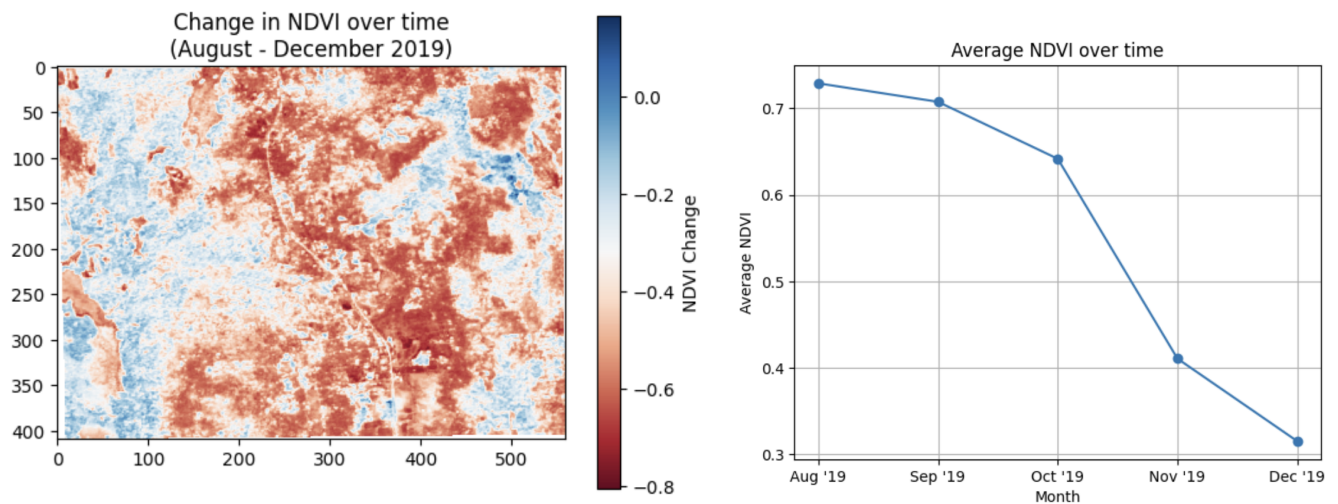 Change in NDVI over time
(August - December 2019)
0
50
100
150
200
250
300
350
400
0
100
200
300
400
500
0.0
−0.2
−0.4
−0.6
−0.8
NDVI Change
Average NDVI over time
0.7
0.6
0.5
0.4
0.3
Average NDVI
Aug '19
Sep '19
Oct '19
Nov '19
Dec '19
Month